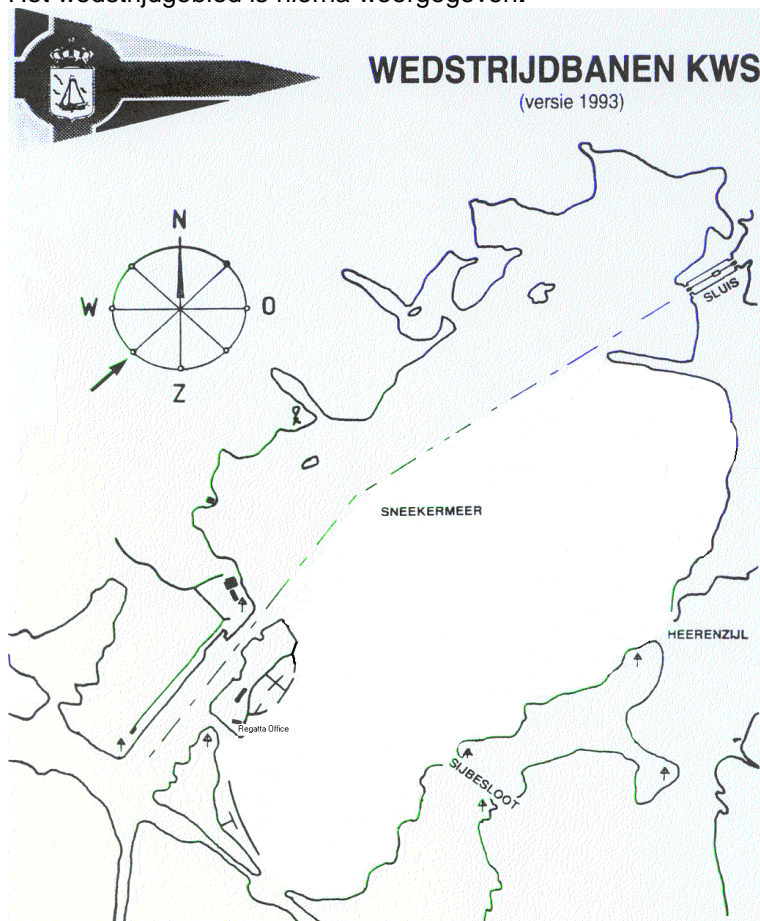 Het wedstrijdgebied is hierna weergegeven.
WEDSTRIJDBANEN KWS
(versie 1993)
N
W
O
Z
SLUIS
SNEEKERMEER
HEERENZIJL
Regatta Office
SIJBESLOOT